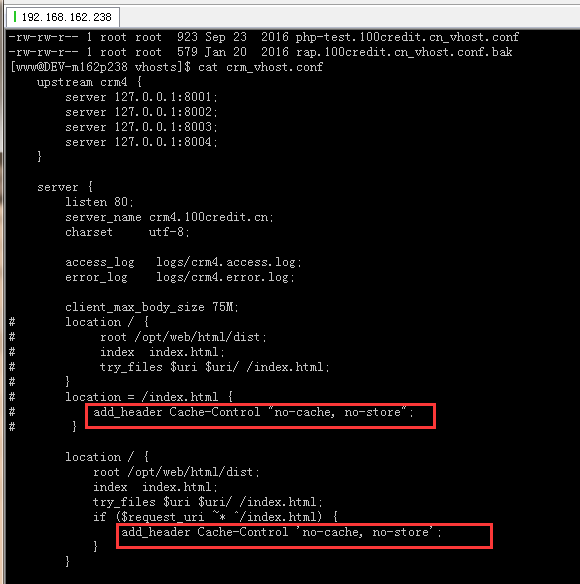 192.168.162.238
-rw-rw-r-- 1 root root  923 Sep 23  2016 php-test.100credit.cn_vhost.conf
-rw-rw-r-- 1 root root  579 Jan 20  2016 rap.100credit.cn_vhost.conf.bak
[www@DEV-m162p238 vhosts]$ cat crm_vhost.conf
    upstream crm4 {
        server 127.0.0.1:8001;
        server 127.0.0.1:8002;
        server 127.0.0.1:8003;
        server 127.0.0.1:8004;
    }
    server {
        listen 80;
        server_name crm4.100credit.cn;
        charset     utf-8;
        access_log   logs/crm4.access.log;
        error_log    logs/crm4.error.log;
        client_max_body_size 75M;
#       location / {
#            root /opt/web/html/dist;
#            index  index.html;
#            try_files $uri $uri/ /index.html;
#       }
#       location = /index.html {
#           add_header Cache-Control "no-cache, no-store";
#        }
        location / {
            root /opt/web/html/dist;
            index  index.html;
            try_files $uri $uri/ /index.html;
            if ($request_uri ~* ^/index.html) {
                add_header Cache-Control 'no-cache, no-store';
            }
        }